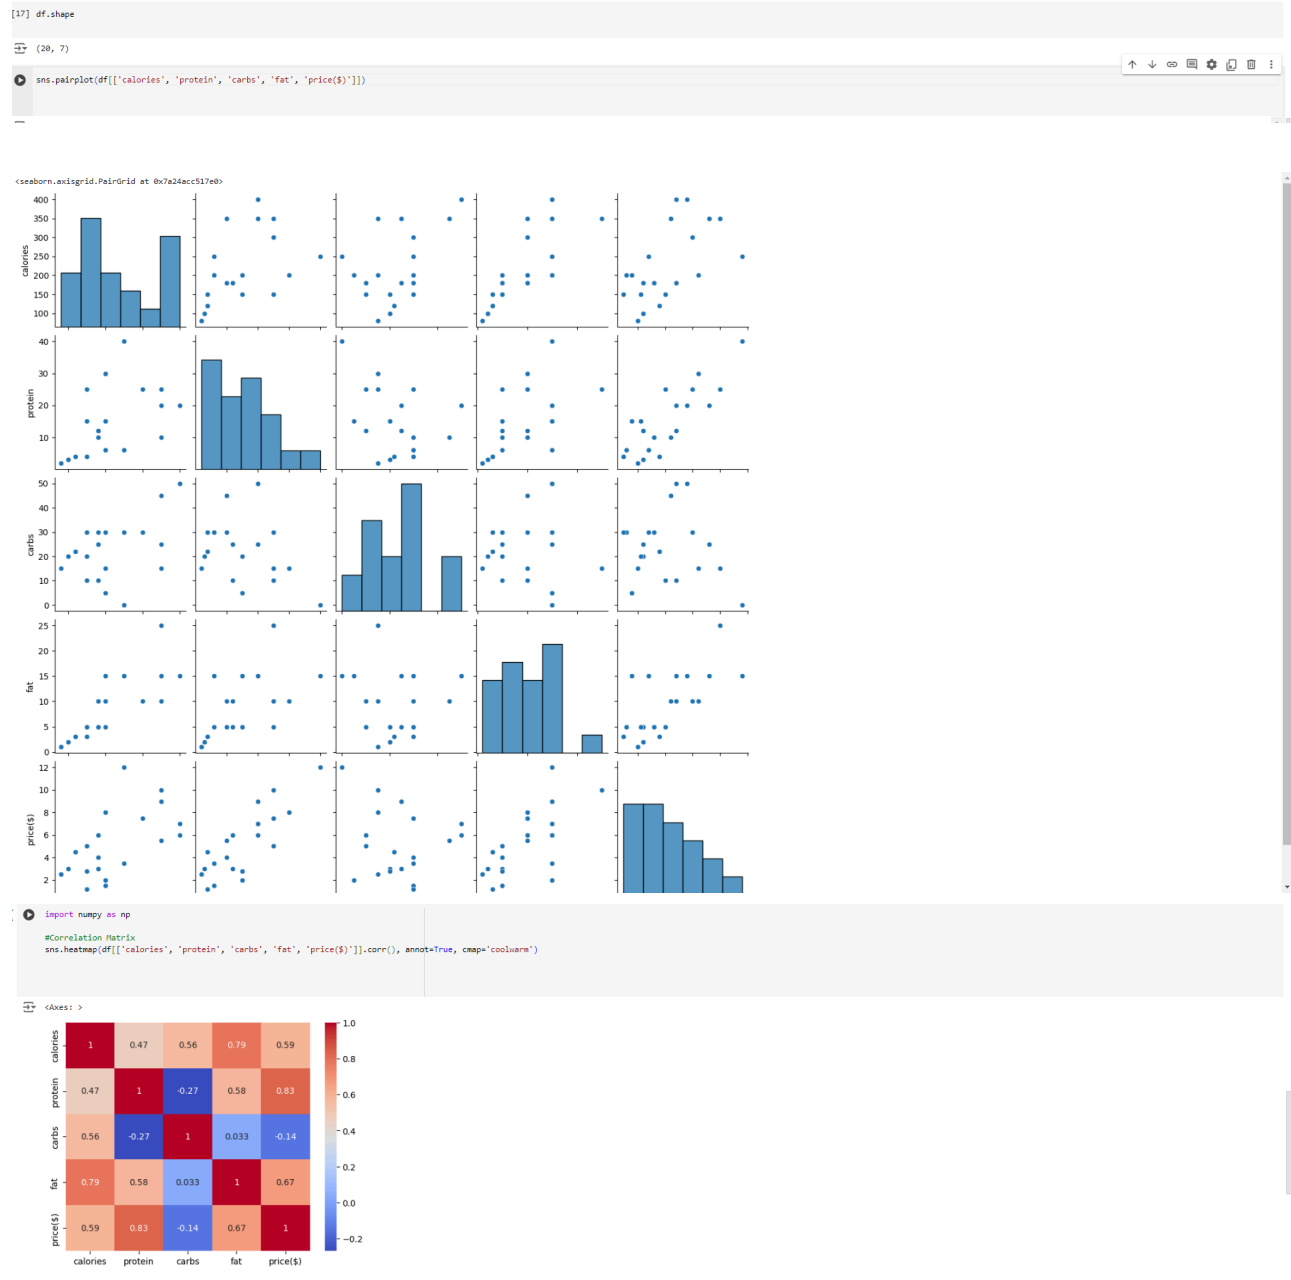 [17] df.shape
(20, 7)
sns.pairplot(df[['calories', 'protein', 'carbs', 'fat', 'price($)']])
<seaborn.axisgrid.PairGrid at 0x7a24acc517e0>
400
350
300
250
200
150
100
calories
40
30
20
10
protein
50
40
30
20
10
0
carbs
25
20
15
10
5
0
fat
12
10
8
6
4
2
price($)
import numpy as np
#Correlation Matrix
sns.heatmap(df[['calories', 'protein', 'carbs', 'fat', 'price($)']].corr(), annot=True, cmap='coolwarm')
<Axes: >
calories 1 0.47 0.56 0.79 0.59
protein 0.47 1 -0.27 0.58 0.83
carbs 0.56 -0.27 1 0.033 -0.14
fat 0.79 0.58 0.033 1 0.67
price($) 0.59 0.83 -0.14 0.67 1
calories protein carbs fat price($)
1.0
0.8
0.6
0.4
0.2
0.0
−0.2